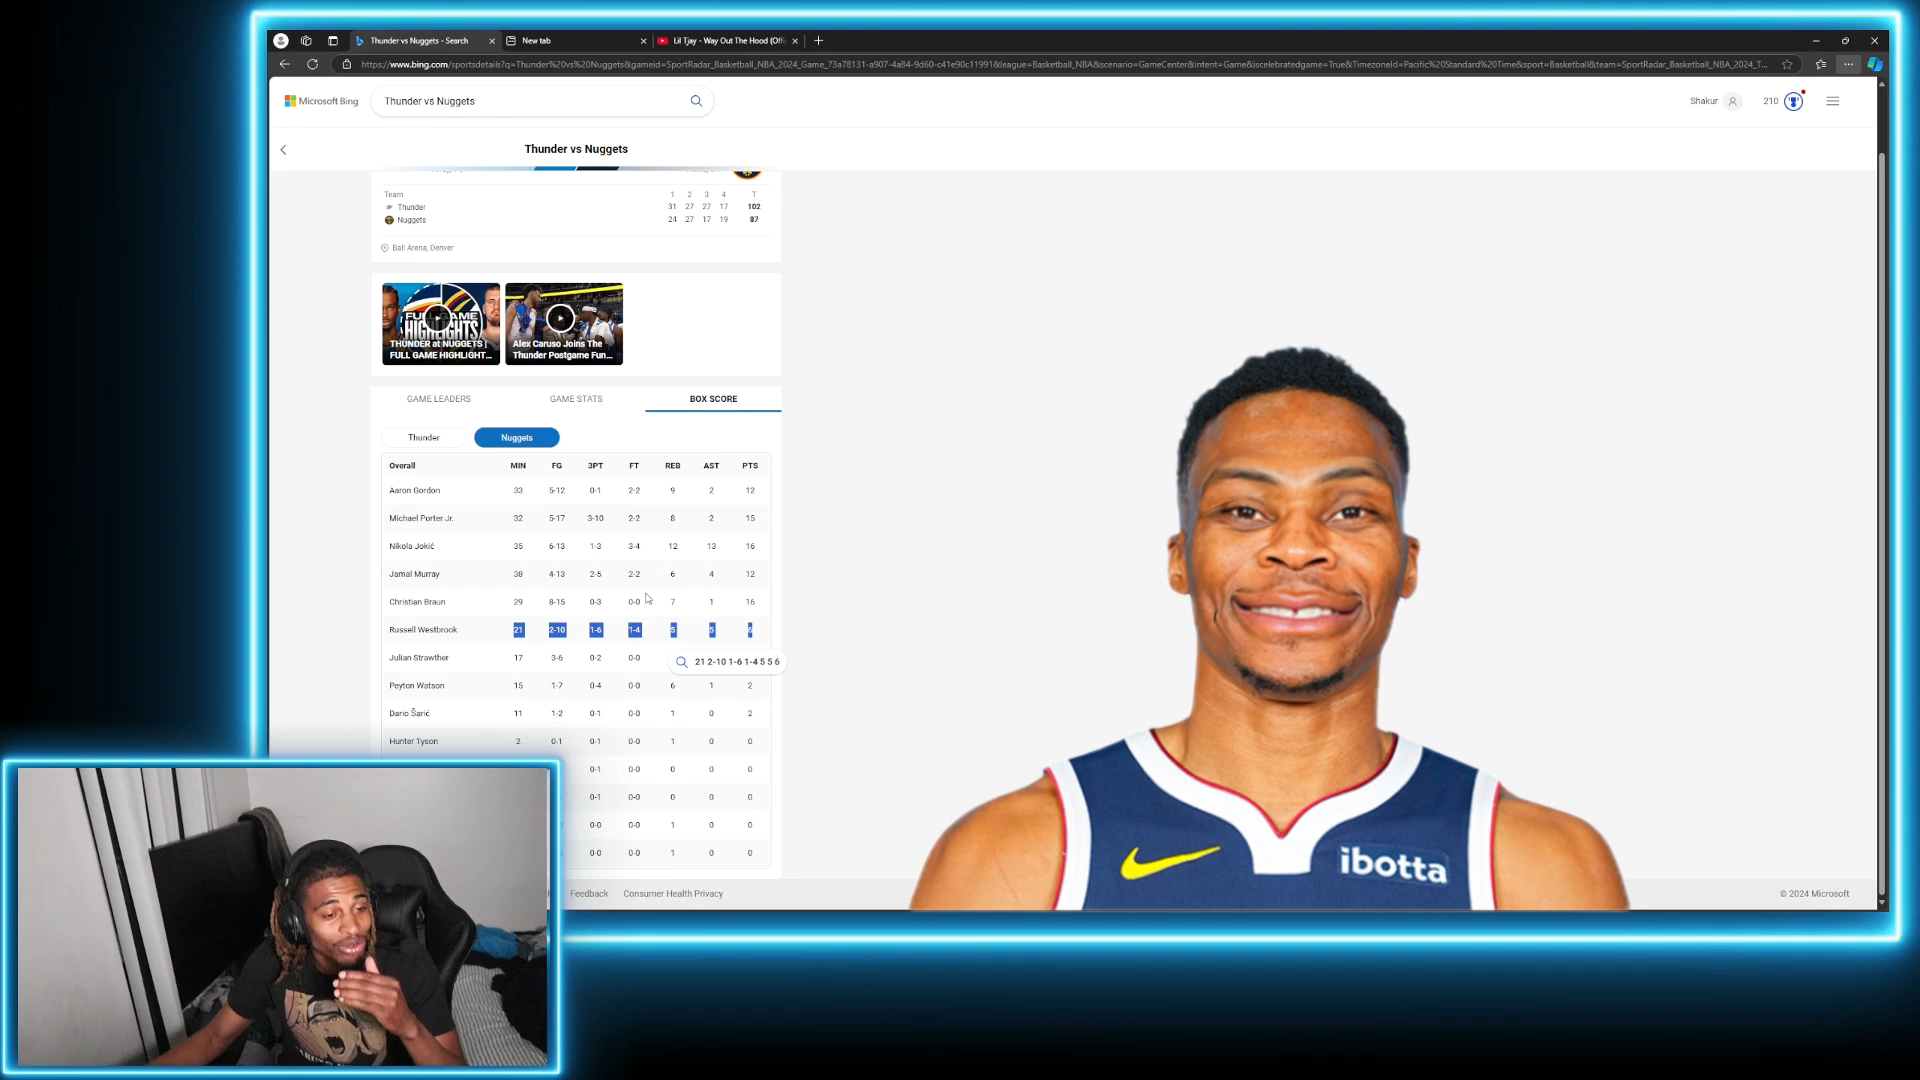 Thunder vs Nuggets - Search
New tab
Lil Tjay - Way Out The Hood (Offi
https://www.bing.com/sportsdetails?q=Thunder%20vs%20Nuggets&gameid=SportRadar_Basketball_NBA_2024_Game_73a78131-a907-4a84-9d60-c41e90c11991&league=Basketball_NBA&scenario=GameCenter&intent=Game&iscelebratedgame=True&TimezoneId=Pacific%20Standard%20Time&sport=Basketball&team=SportRadar_Basketball_NBA_2024_T...
Microsoft Bing
Thunder vs Nuggets
Shakur
210
Thunder vs Nuggets
Team 1 2 3 4 T
Thunder 31 27 27 17 102
Nuggets 24 27 17 19 87
Ball Arena, Denver
FULL GAME
HIGHLIGHTS
THUNDER at NUGGETS |
FULL GAME HIGHLIGHT...
Alex Caruso Joins The
Thunder Postgame Fun...
GAME LEADERS GAME STATS BOX SCORE
Thunder Nuggets
Overall MIN FG 3PT FT REB AST PTS
Aaron Gordon 33 5-12 0-1 2-2 9 2 12
Michael Porter Jr. 32 5-17 3-10 2-2 8 2 15
Nikola Jokić 35 6-13 1-3 3-4 12 13 16
Jamal Murray 38 4-13 2-5 2-2 6 4 12
Christian Braun 29 8-15 0-3 0-0 7 1 16
Russell Westbrook 21 2-10 1-6 1-4 5 5 6
Julian Strawther 17 3-6 0-2 0-0
21 2-10 1-6 1-4 5 5 6
Peyton Watson 15 1-7 0-4 0-0 6 1 2
Dario Šarić 11 1-2 0-1 0-0 1 0 2
Hunter Tyson 2 0-1 0-1 0-0 1 0 0
0-1 0-0 0 0 0
0-1 0-0 0 0 0
0-0 0-0 1 0 0
0-0 0-0 1 0 0
Feedback Consumer Health Privacy
© 2024 Microsoft
ibotta